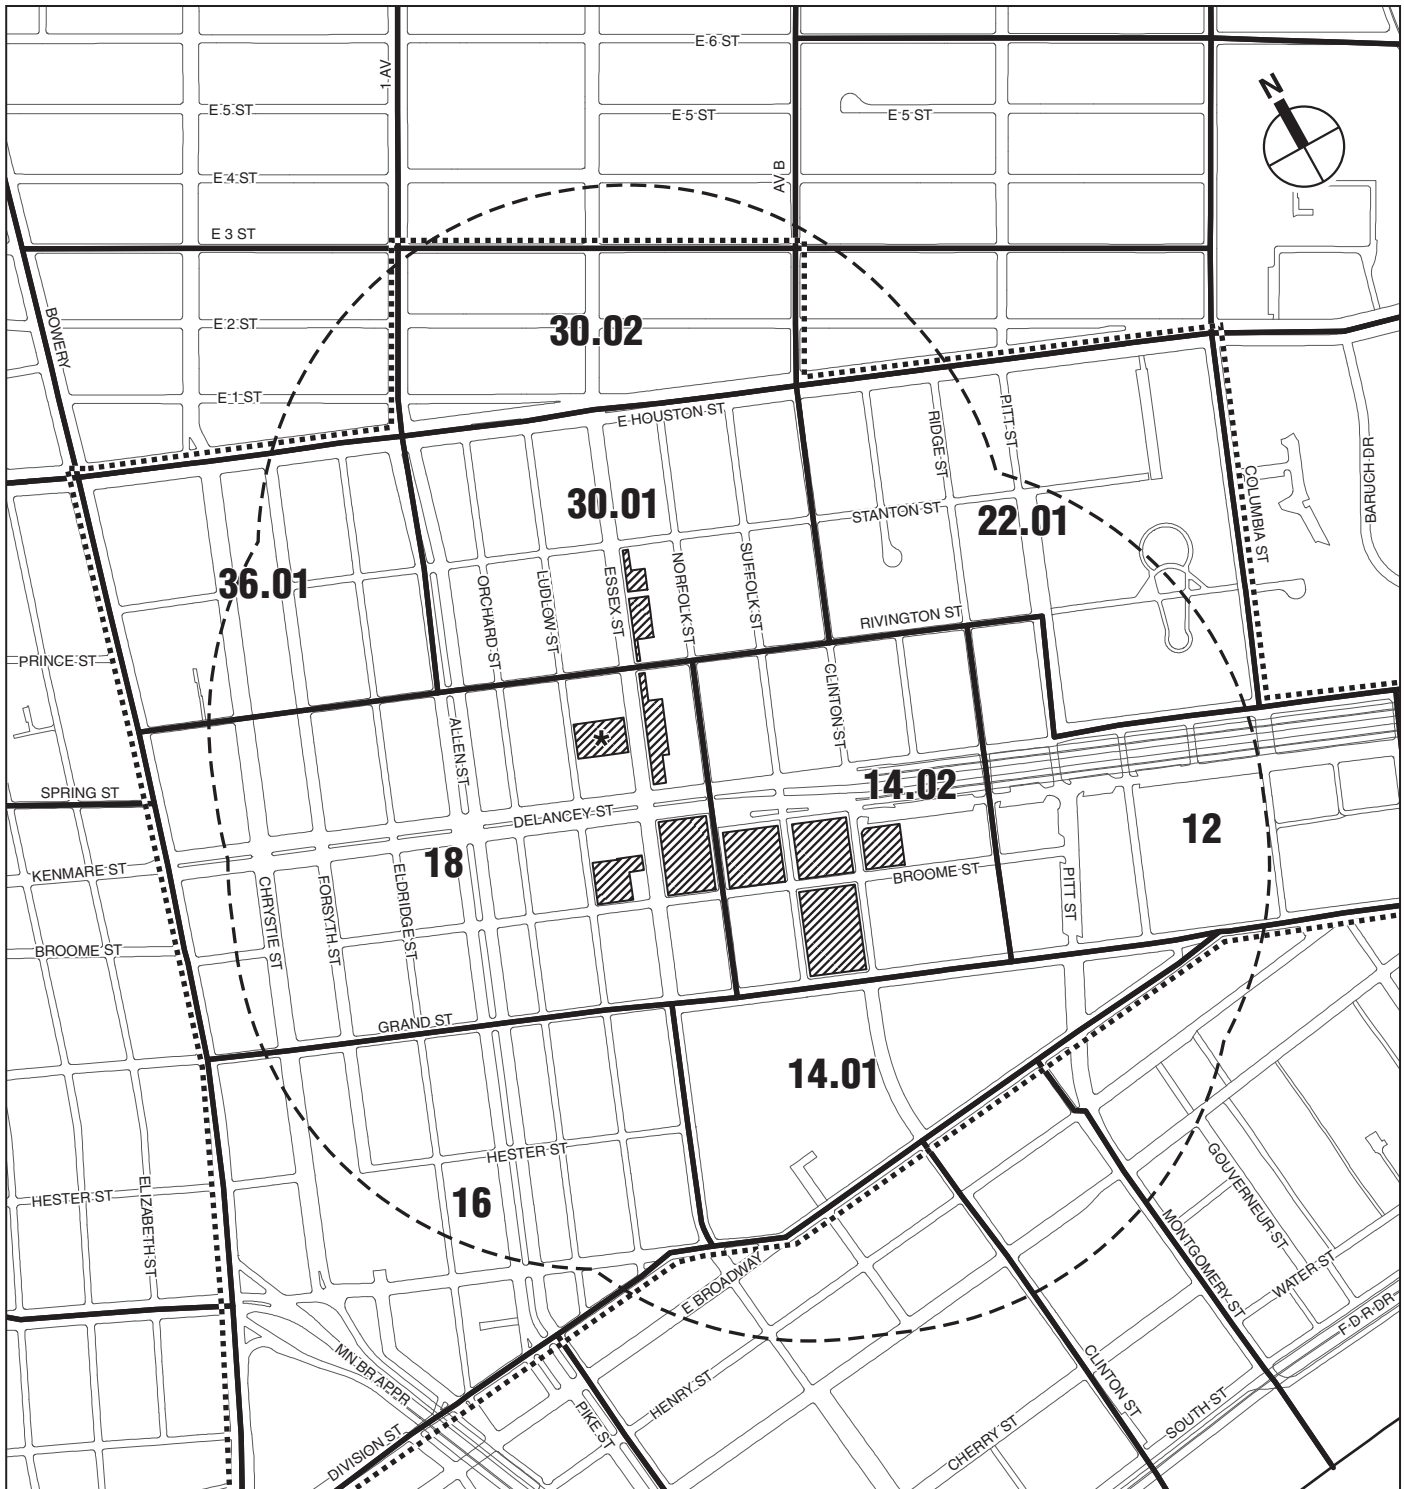 E 6 ST
1 AV
N
E 5 ST
E 5 ST
E 5 ST
E 4 ST
AV B
E 3 ST
E 2 ST
30.02
BOWERY
E 1 ST
E HOUSTON ST
RIDGE ST
PITT ST
COLUMBIA ST
BARUCH DR
30.01
STANTON ST
22.01
36.01
ORCHARD ST
LUDLOW ST
ESSEX ST
NORFOLK ST
SUFFOLK ST
RIVINGTON ST
PRINCE ST
CLINTON ST
ALLEN ST
*
14.02
SPRING ST
DELANCEY ST
12
18
KENMARE ST
BROOME ST
PITT ST
CHRYSTIE ST
FORSYTH ST
ELDRIDGE ST
BROOME ST
GRAND ST
14.01
HESTER ST
16
HESTER ST
ELIZABETH ST
GOUVERNEUR ST
MONTGOMERY ST
WATER ST
E BROADWAY
F D R DR
MN BR APPR
HENRY ST
CLINTON ST
SOUTH ST
PIKE ST
CHERRY ST
DIVISION ST